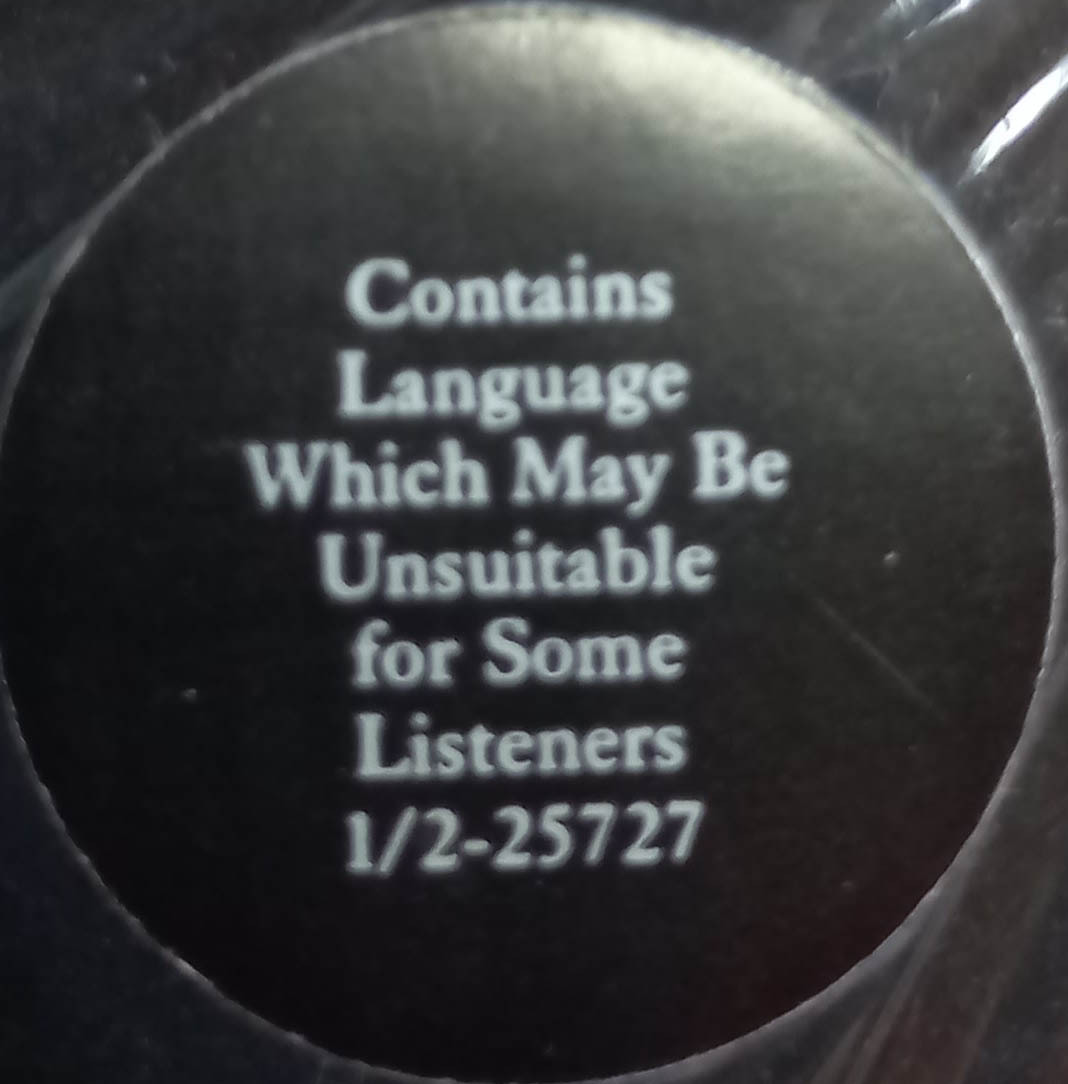 Contains
Language
Which May Be
Unsuitable
for Some
Listeners
1/2-25727